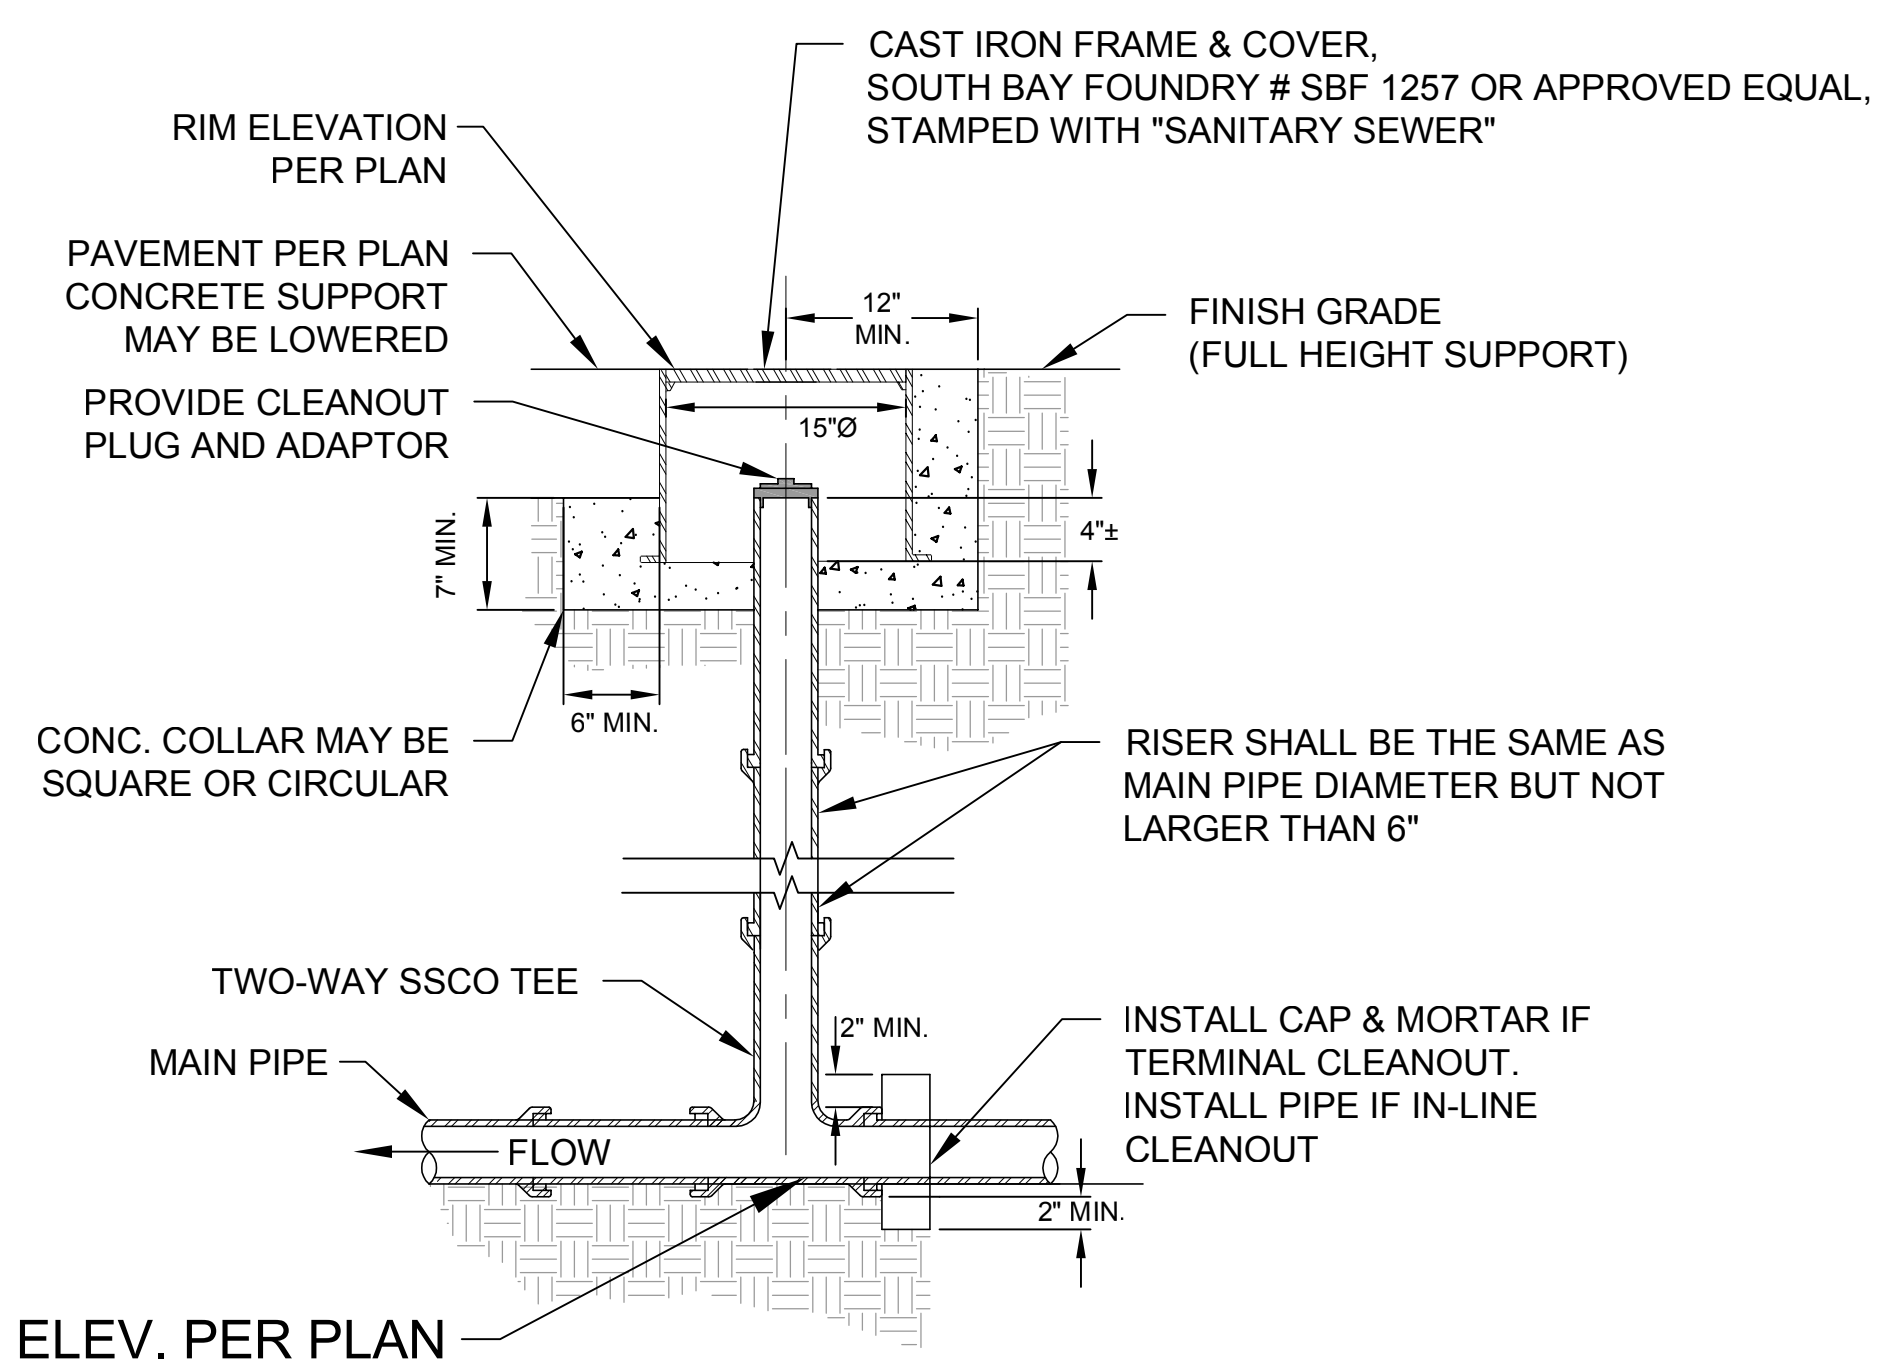 CAST IRON FRAME & COVER,
SOUTH BAY FOUNDRY # SBF 1257 OR APPROVED EQUAL,
STAMPED WITH "SANITARY SEWER"
RIM ELEVATION
PER PLAN
PAVEMENT PER PLAN
CONCRETE SUPPORT
MAY BE LOWERED
12"
MIN.
FINISH GRADE
(FULL HEIGHT SUPPORT)
PROVIDE CLEANOUT
PLUG AND ADAPTOR
15"Ø
7" MIN.
4"±
6" MIN.
CONC. COLLAR MAY BE
SQUARE OR CIRCULAR
RISER SHALL BE THE SAME AS
MAIN PIPE DIAMETER BUT NOT
LARGER THAN 6"
TWO-WAY SSCO TEE
MAIN PIPE
2" MIN.
INSTALL CAP & MORTAR IF
TERMINAL CLEANOUT.
INSTALL PIPE IF IN-LINE
CLEANOUT
FLOW
2" MIN.
ELEV. PER PLAN